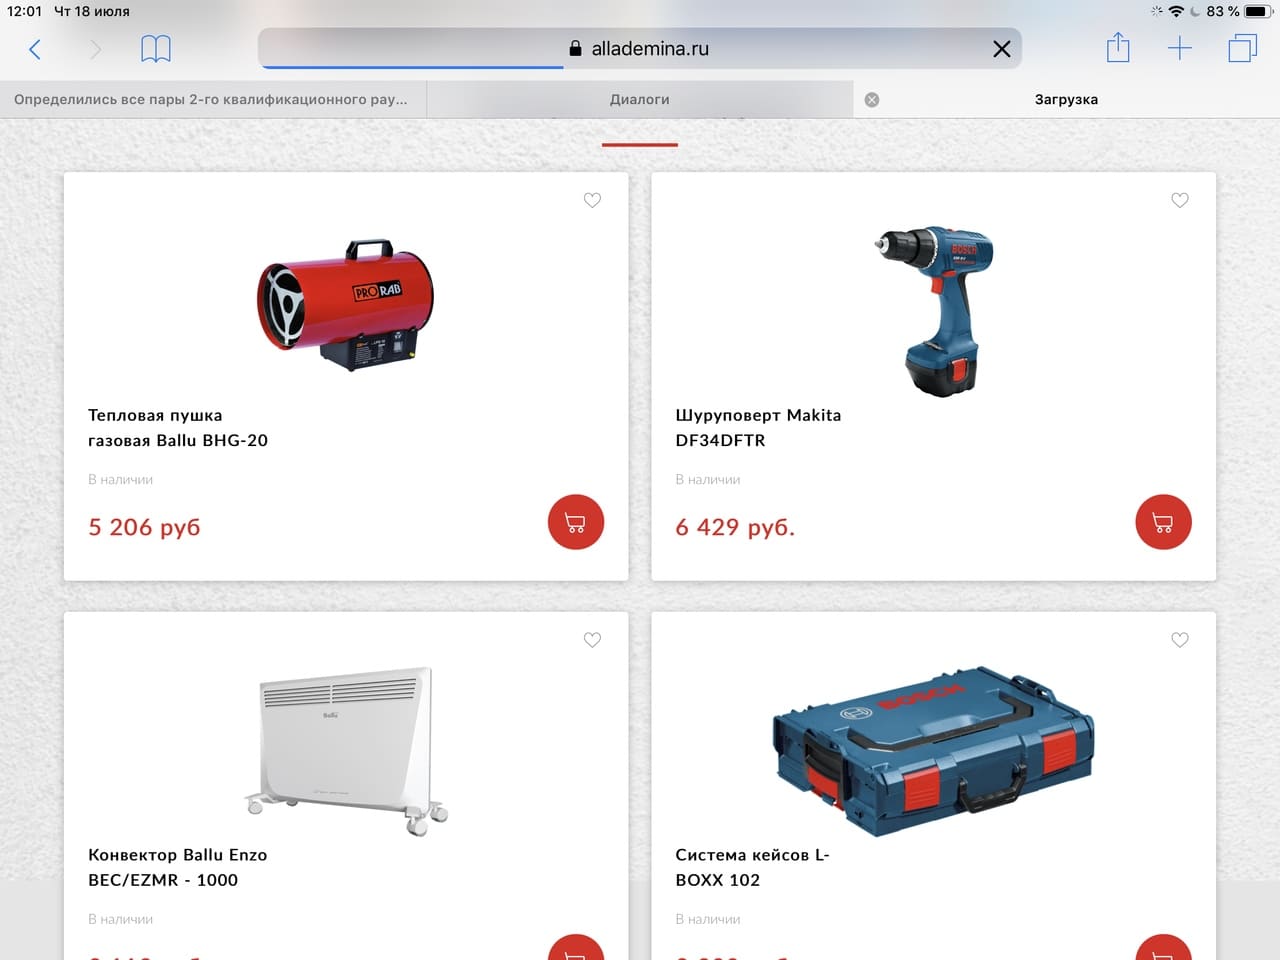 12:01 Чт 18 июля
83 %
allademina.ru
Определились все пары 2-го квалификационного рау...
Диалоги
Загрузка
PRORAB
BOSCH
Тепловая пушка
газовая Ballu BHG-20
В наличии
5 206 руб
Шуруповерт Makita
DF34DFTR
В наличии
6 429 руб.
Ballu
BOSCH
Конвектор Ballu Enzo
BEC/EZMR - 1000
В наличии
Система кейсов L-
BOXX 102
В наличии